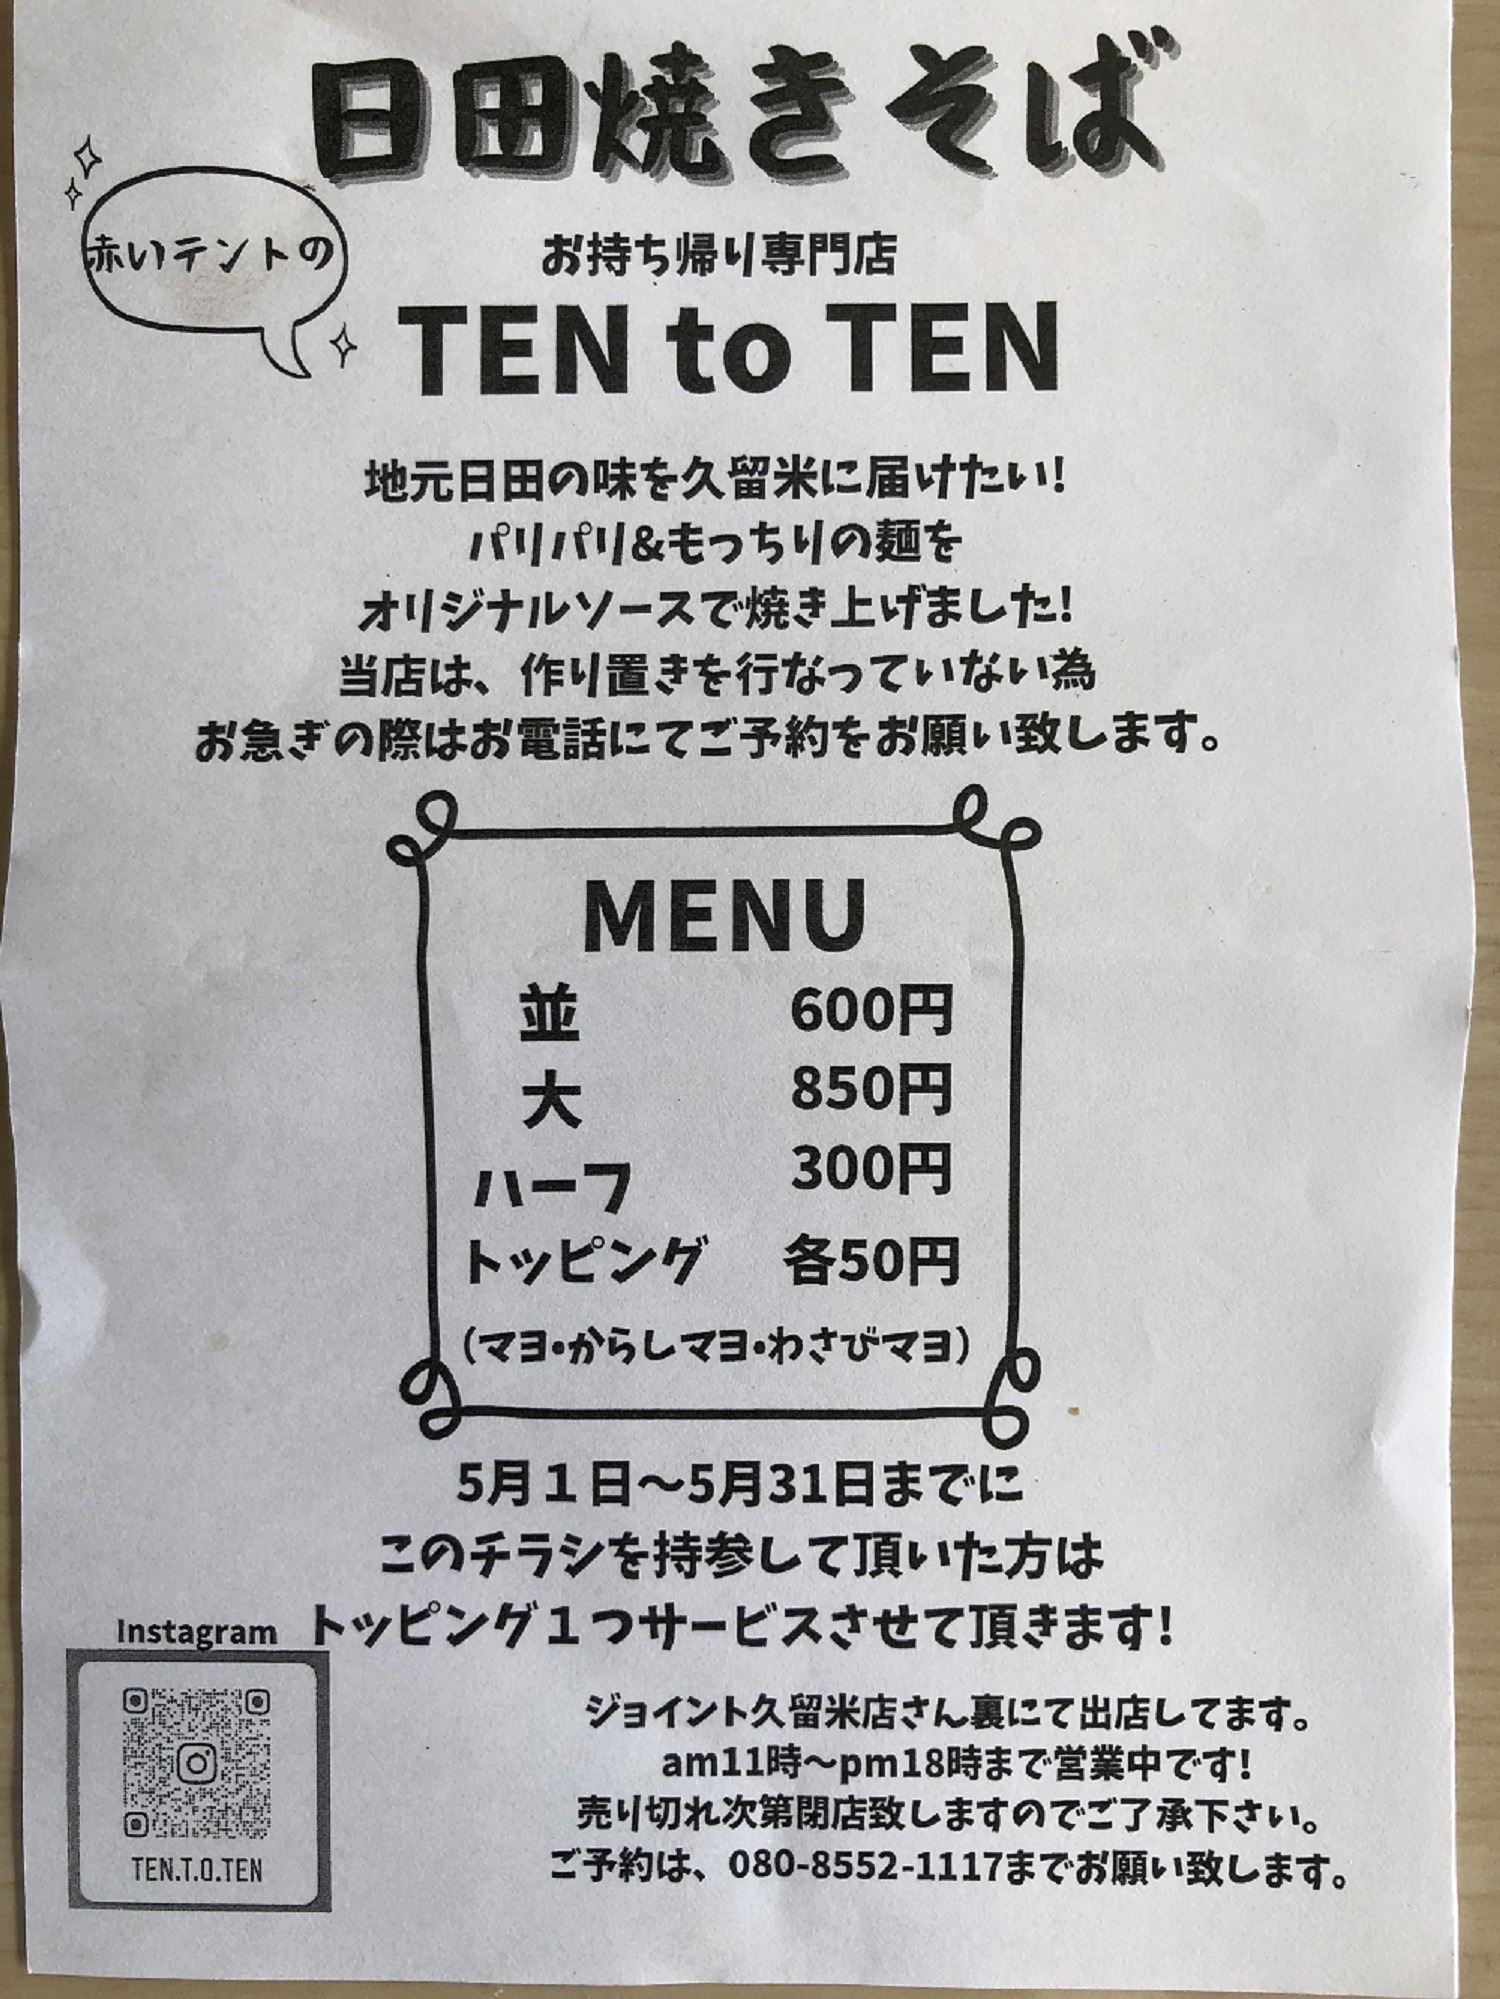 日田焼きそば
赤いテントの
お持ち帰り専門店
TEN to TEN
地元日田の味を久留米に届けたい!
パリパリ&もっちりの麺を
オリジナルソースで焼き上げました!
当店は、作り置きを行なっていない為
お急ぎの際はお電話にてご予約をお願い致します。
MENU
並 600円
大 850円
ハーフ 300円
トッピング 各50円
(マヨ・からしマヨ・わさびマヨ)
5月１日〜5月31日までに
このチラシを持参して頂いた方は
トッピング１つサービスさせて頂きます!
Instagram
TEN.T.O.TEN
ジョイント久留米店さん裏にて出店してます。
am11時〜pm18時まで営業中です!
売り切れ次第閉店致しますのでご了承下さい。
ご予約は、080-8552-1117までお願い致します。